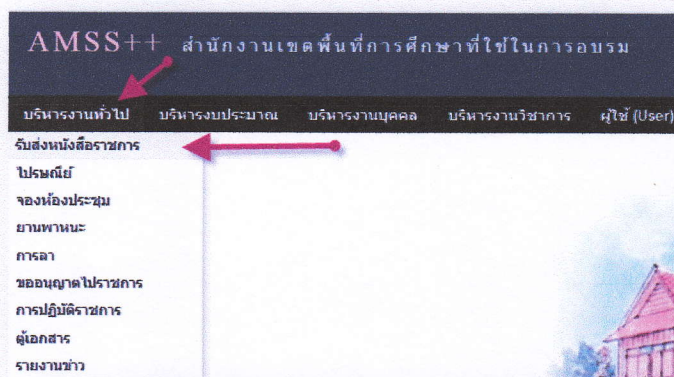 AMSS++ สำนักงานเขตพื้นที่การศึกษาที่ใช้ในการอบรม
บริหารงานทั่วไป บริหารงบประมาณ บริหารงานบุคคล บริหารงานวิชาการ ผู้ใช้ (User)
รับส่งหนังสือราชการ
ไปรษณีย์
จองห้องประชุม
ยานพาหนะ
การลา
ขออนุญาตไปราชการ
การปฏิบัติราชการ
ตู้เอกสาร
รายงานข่าว